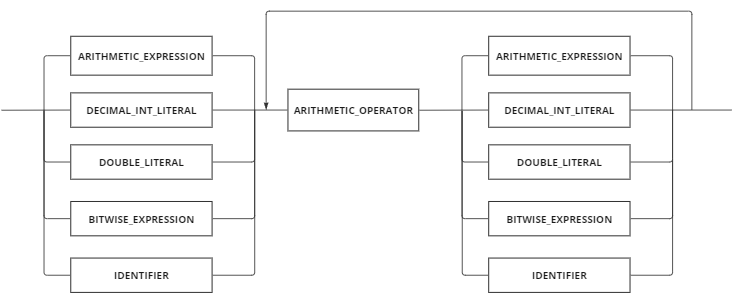 ARITHMETIC_EXPRESSION
DECIMAL_INT_LITERAL
DOUBLE_LITERAL
BITWISE_EXPRESSION
IDENTIFIER
ARITHMETIC_OPERATOR
ARITHMETIC_EXPRESSION
DECIMAL_INT_LITERAL
DOUBLE_LITERAL
BITWISE_EXPRESSION
IDENTIFIER